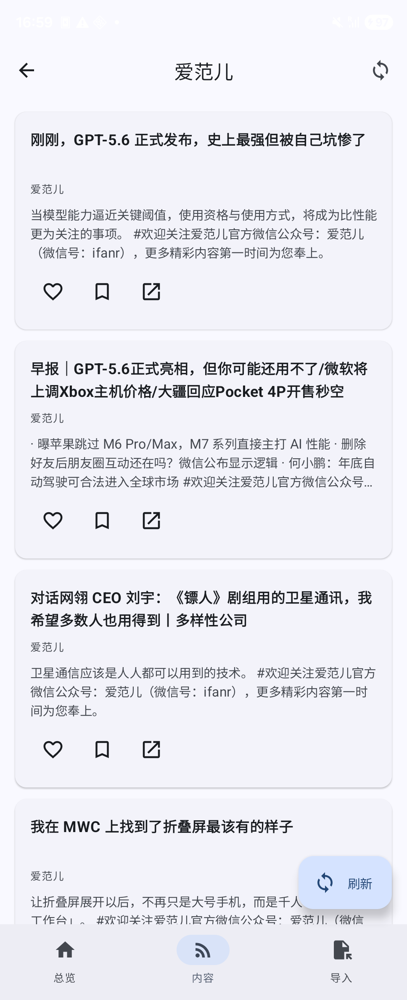 16:59
97
爱范儿
刚刚，GPT-5.6 正式发布，史上最强但被自己坑惨了
爱范儿
当模型能力逼近关键阈值，使用资格与使用方式，将成为比性能
更为关注的事项。 #欢迎关注爱范儿官方微信公众号：爱范儿
（微信号：ifanr），更多精彩内容第一时间为您奉上。
早报｜GPT-5.6正式亮相，但你可能还用不了/微软将
上调Xbox主机价格/大疆回应Pocket 4P开售秒空
爱范儿
· 曝苹果跳过 M6 Pro/Max，M7 系列直接主打 AI 性能 · 删除
好友后朋友圈互动还在吗？微信公布显示逻辑 · 何小鹏：年底自
动驾驶可合法进入全球市场 #欢迎关注爱范儿官方微信公众号…
对话网翎 CEO 刘宇：《镖人》剧组用的卫星通讯，我
希望多数人也用得到丨多样性公司
爱范儿
卫星通信应该是人人都可以用到的技术。 #欢迎关注爱范儿官方
微信公众号：爱范儿（微信号：ifanr），更多精彩内容第一时
间为您奉上。
我在 MWC 上找到了折叠屏最该有的样子
爱范儿
让折叠屏展开以后，不再只是大号手机，而是千人
工作台」。 #欢迎关注爱范儿官方微信公众号：爱范儿（微信
刷新
总览
内容
导入